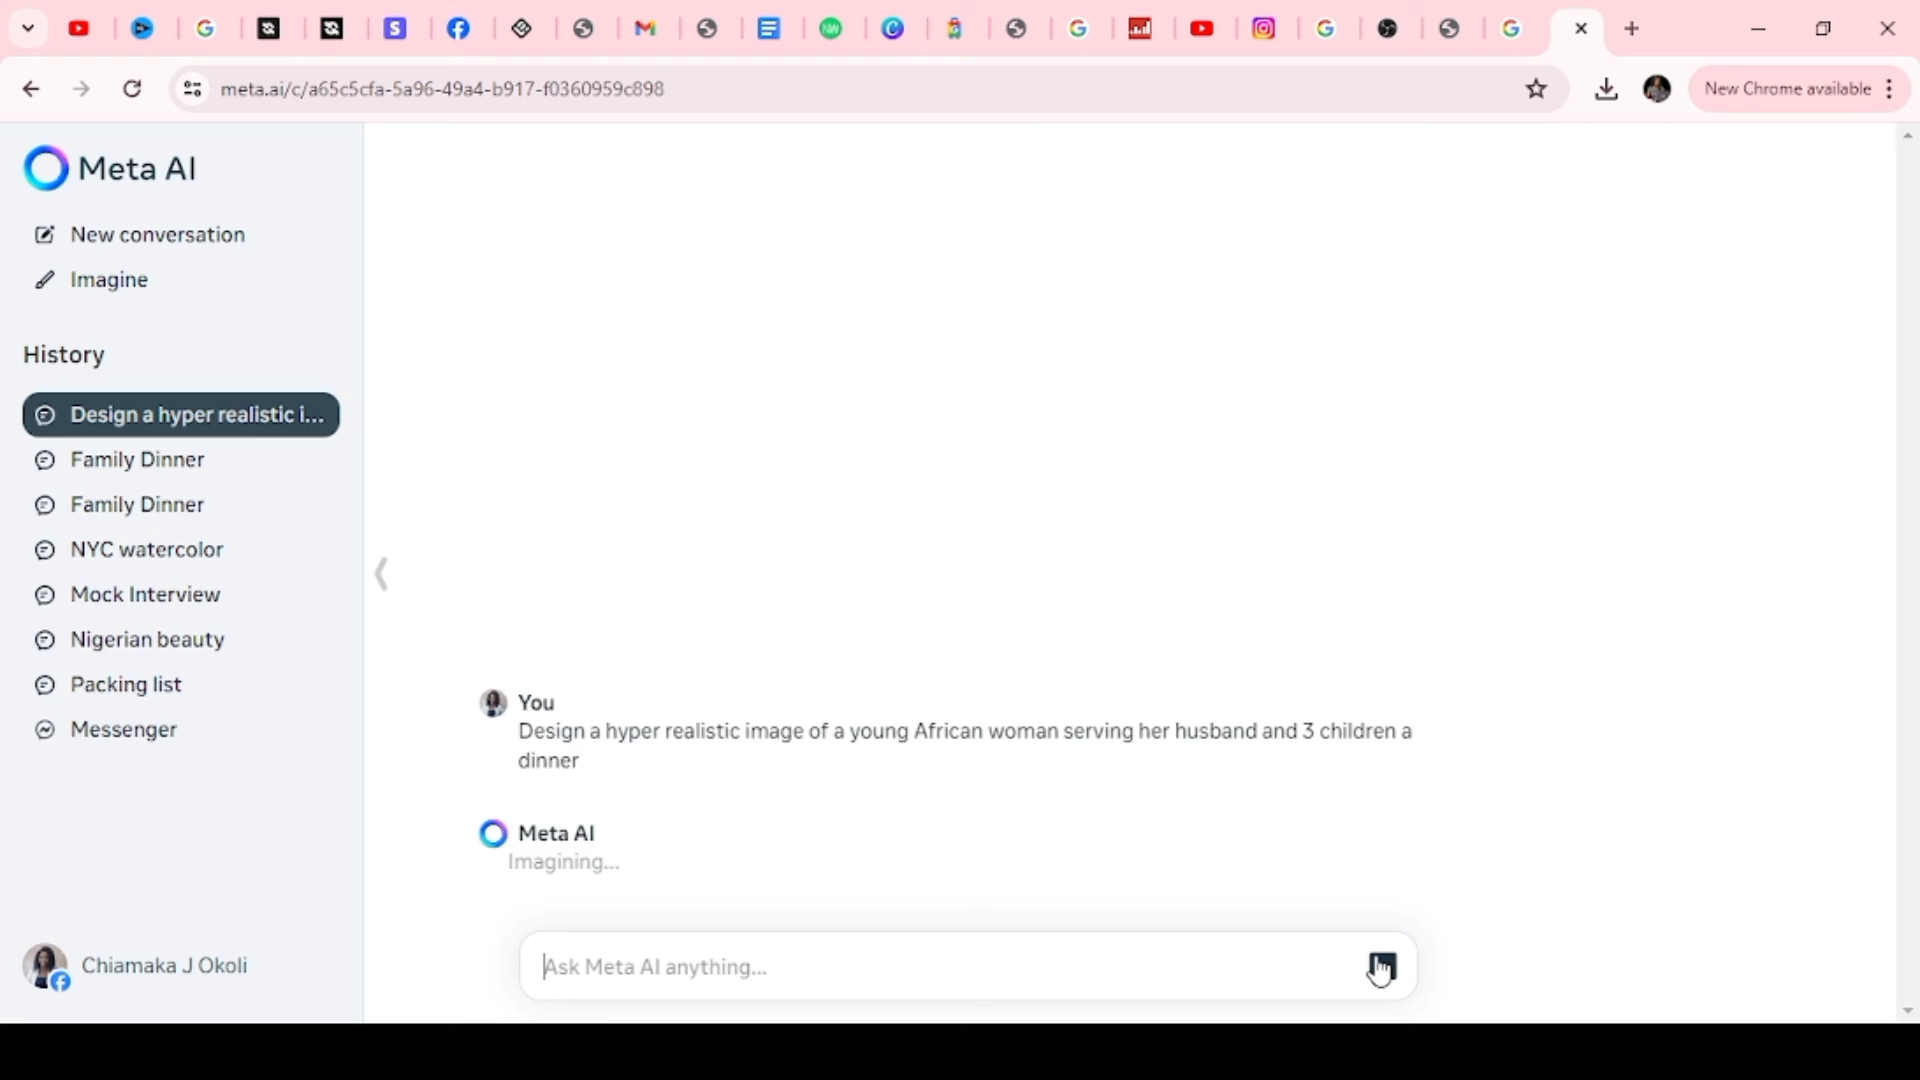 meta.ai/c/a65c5cfa-5a96-49a4-b917-f0360959c898
New Chrome available
Meta AI
New conversation
Imagine
History
Design a hyper realistic i...
Family Dinner
Family Dinner
NYC watercolor
Mock Interview
Nigerian beauty
Packing list
Messenger
Chiamaka J Okoli
You
Design a hyper realistic image of a young African woman serving her husband and 3 children a
dinner
Meta AI
Imagining...
Ask Meta AI anything...